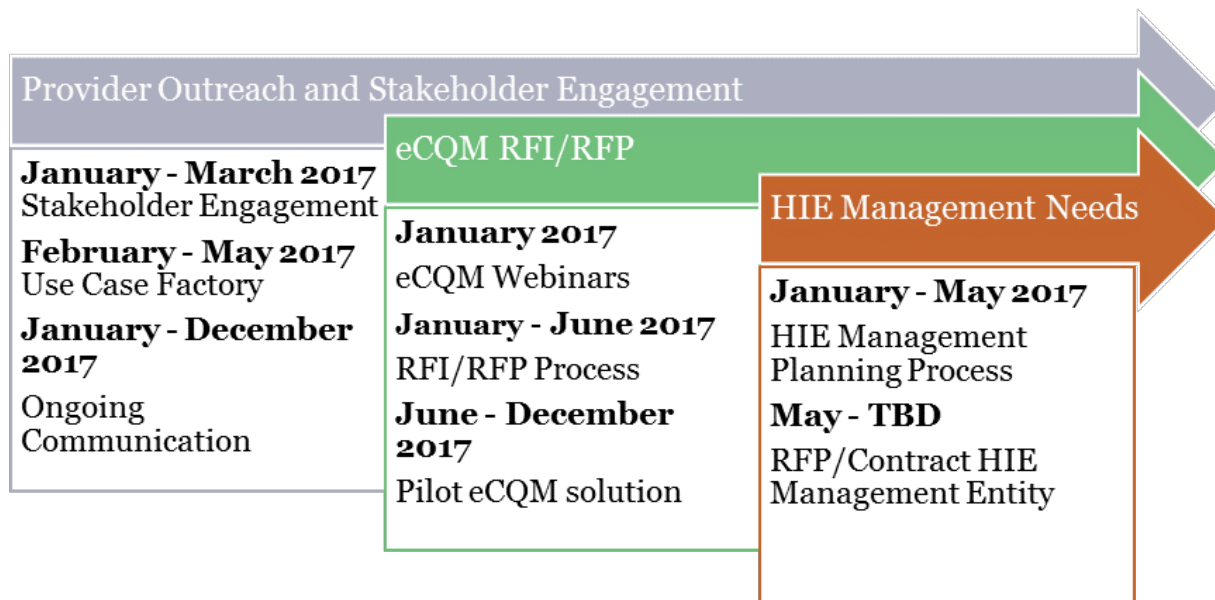 Provider Outreach and Stakeholder Engagement
January - March 2017
Stakeholder Engagement
February - May 2017
Use Case Factory
January - December
2017
Ongoing
Communication
eCQM RFI/RFP
January 2017
eCQM Webinars
January - June 2017
RFI/RFP Process
June - December
2017
Pilot eCQM solution
HIE Management Needs
January - May 2017
HIE Management
Planning Process
May - TBD
RFP/Contract HIE
Management Entity